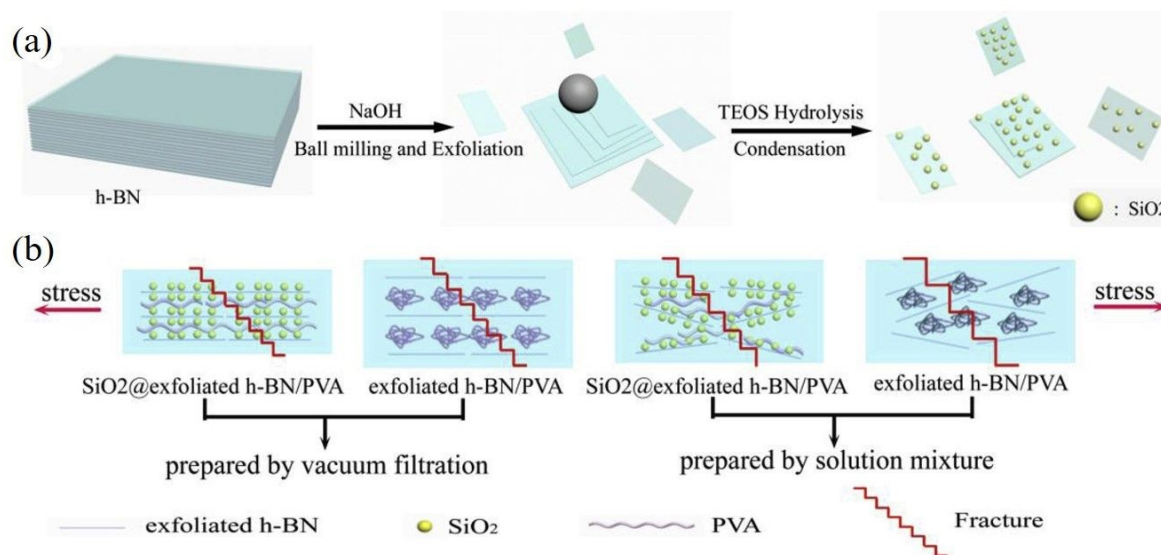 (a)
NaOH
Ball milling and Exfoliation
TEOS Hydrolysis
Condensation
h-BN
: SiO2
(b)
stress
stress
SiO2@exfoliated h-BN/PVA
exfoliated h-BN/PVA
SiO2@exfoliated h-BN/PVA
exfoliated h-BN/PVA
prepared by vacuum filtration
prepared by solution mixture
exfoliated h-BN
SiO₂
PVA
Fracture